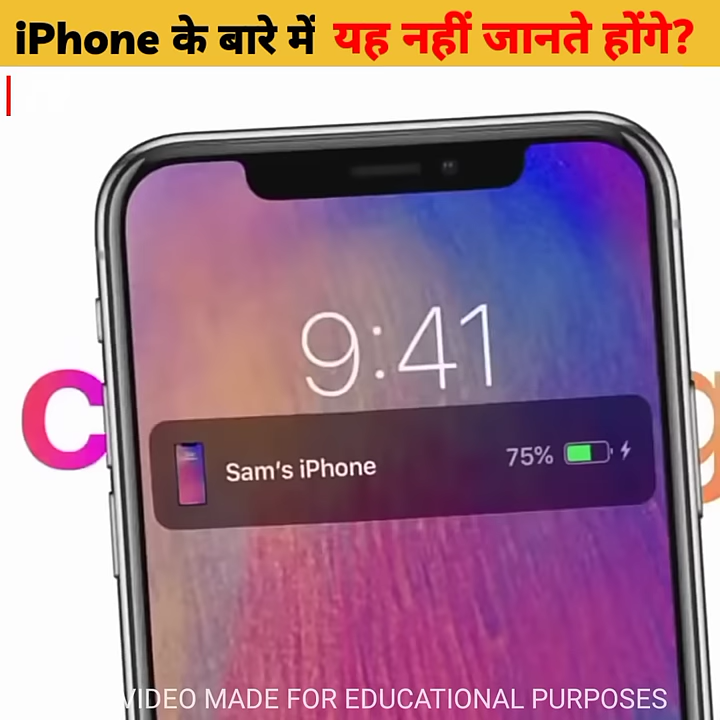 iPhone के बारे में यह नहीं जानते होंगे?
9:41
Sam's iPhone 75%
C g
VIDEO MADE FOR EDUCATIONAL PURPOSES